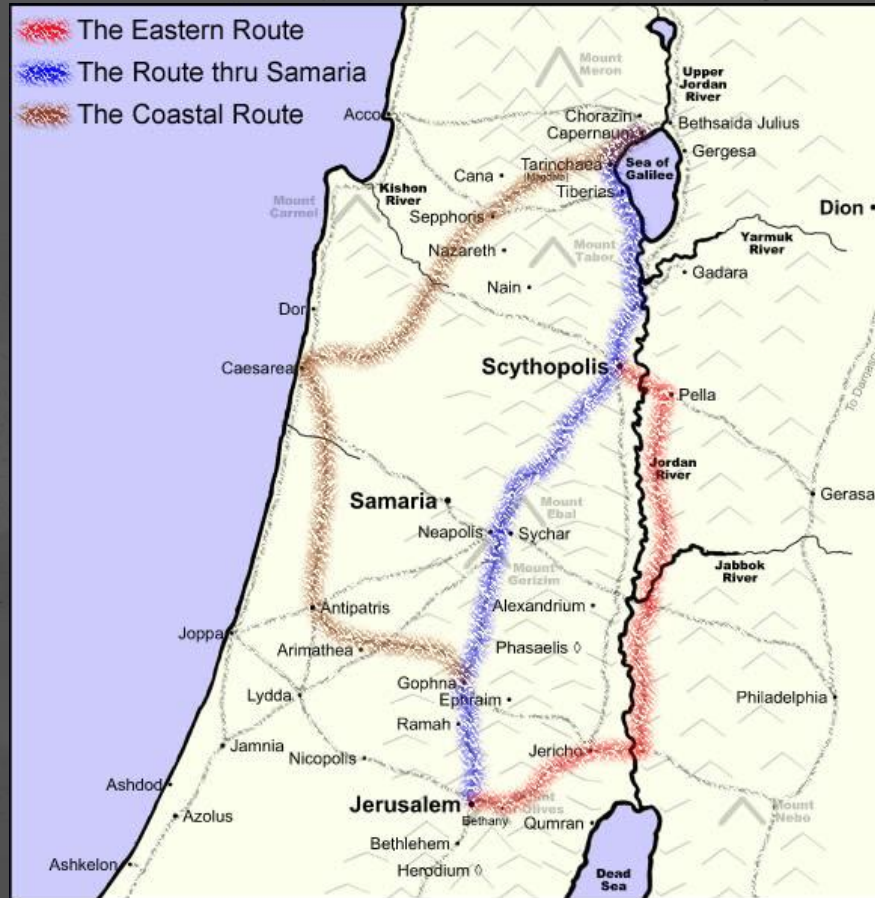 The Eastern Route
The Route thru Samaria
The Coastal Route
Mount
Meron
Upper
Jordan
River
Acco
Chorazin
Capernaum
Bethsaida Julius
Gergesa
Tarinchaea
Sea of
Galilee
Cana
Tiberias
Kishon
River
Mount
Carmel
Sepphoris
Dion
Yarmuk
River
Nazareth
Mount
Tabor
Gadara
Nain
Dor
Caesarea
Scythopolis
Pella
To Damasc
Jordan
River
Samaria
Gerasa
Mount
Ebal
Neapolis
Sychar
Mount
Gerizim
Jabbok
River
Antipatris
Alexandrium
Joppa
Arimathea
Phasaelis
Gophna
Ephraim
Lydda
Philadelphia
Ramah
Jamnia
Nicopolis
Jericho
Ashdod
Azolus
Jerusalem
Mount
Olives
Mount
Nebo
Bethany
Qumran
Bethlehem
Ashkelon
Herodium
Dead
Sea